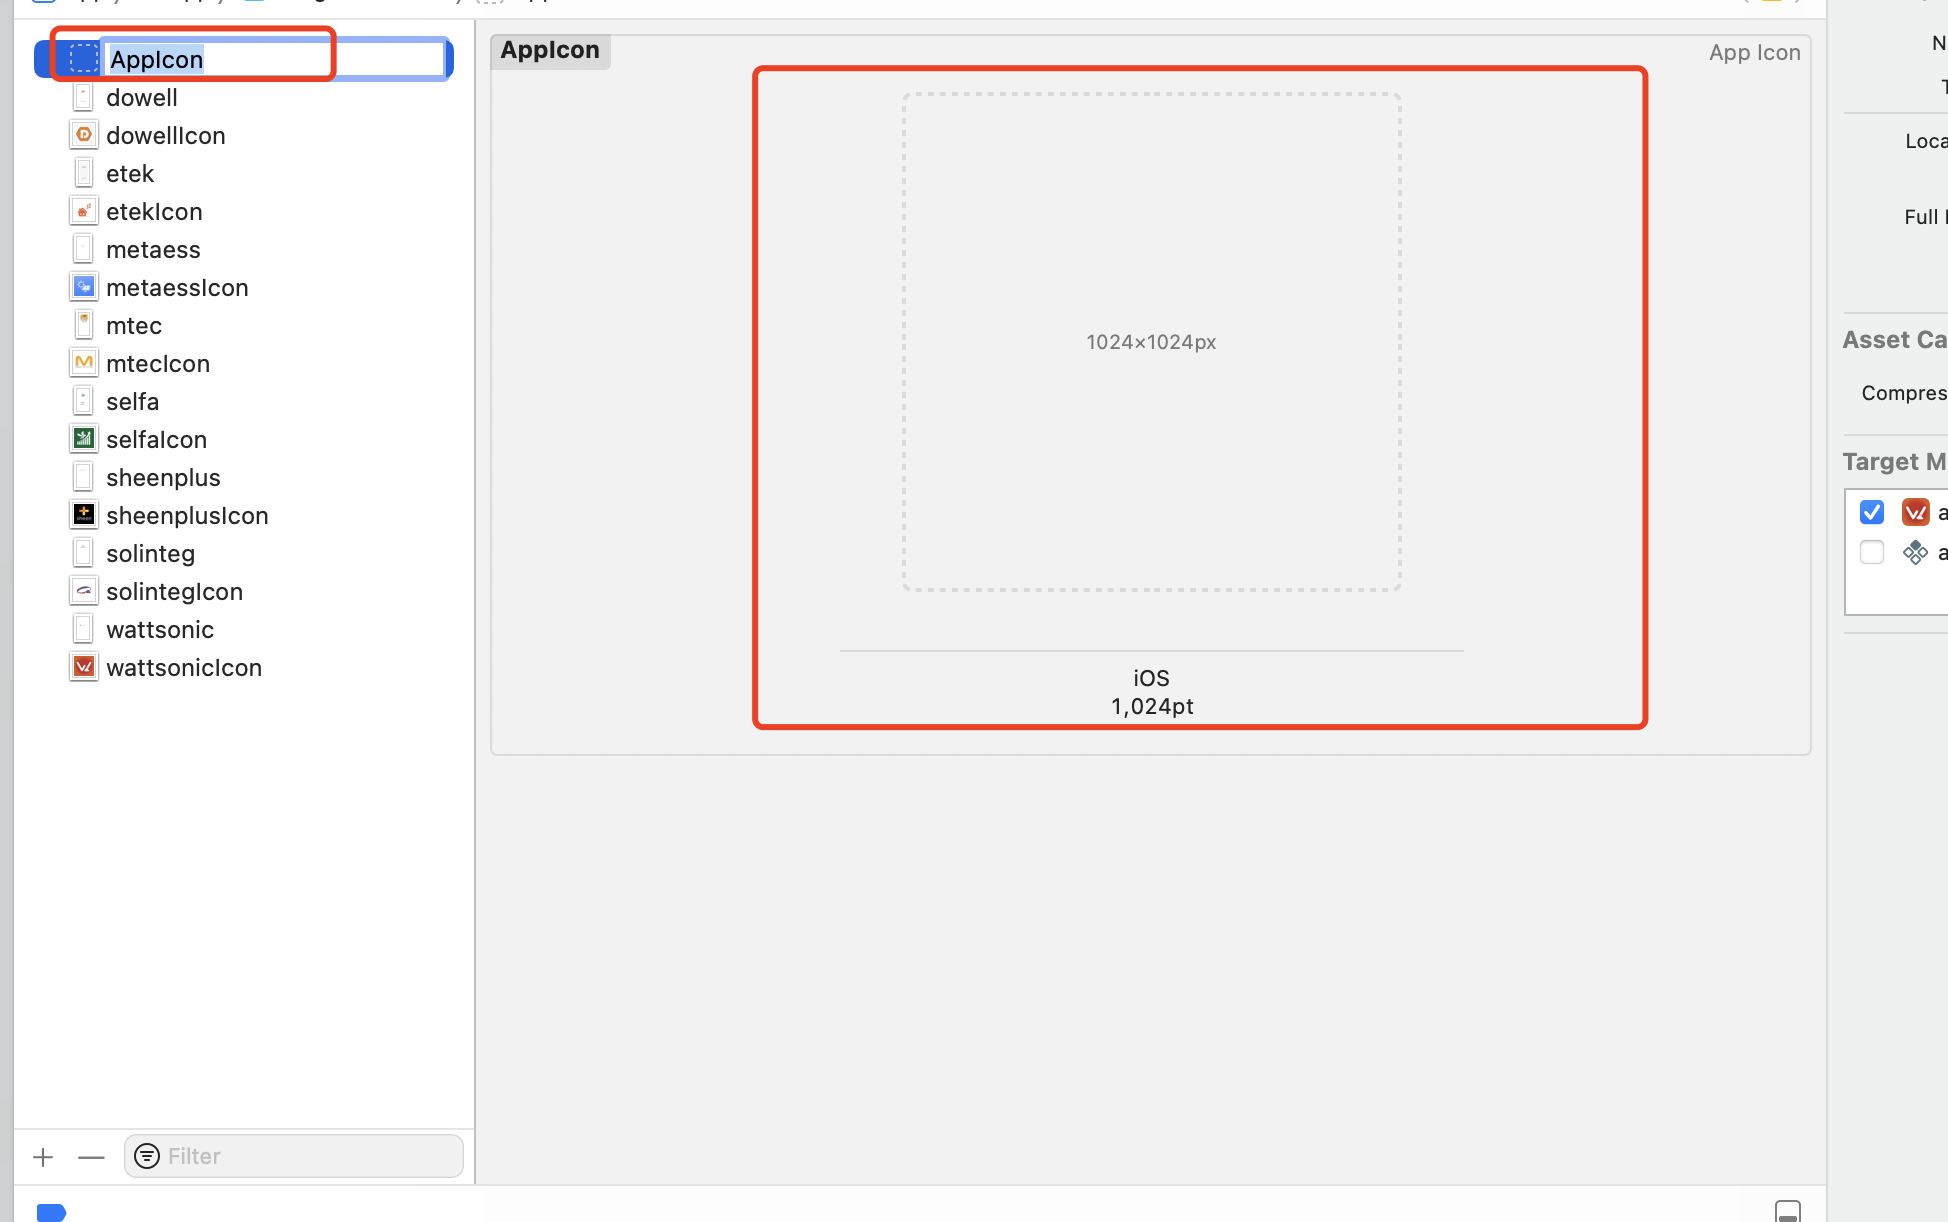 AppIcon
dowell
dowellIcon
etek
etekIcon
metaess
metaessIcon
mtec
mtecIcon
selfa
selfaIcon
sheenplus
sheenplusIcon
solinteg
solintegIcon
wattsonic
wattsonicIcon
Filter
AppIcon
App Icon
1024×1024px
iOS
1,024pt
N
T
Loca
Full
Asset Ca
Compres
Target M
a
a